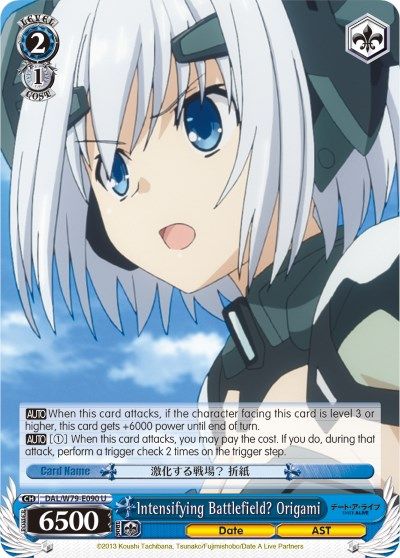 LEVEL
2
1
COST
AUTO When this card attacks, if the character facing this card is level 3 or
higher, this card gets +6000 power until end of turn.
AUTO [①] When this card attacks, you may pay the cost. If you do, during that
attack perform a trigger check 2 times on the trigger step.
Card Name 激化する戦場? 折紙
CD DAL/W79-E090 U
Intensifying Battlefield? Origami
6500
デート・ア・ライブ
DATE A LIVE
Date
AST
©2013 Koushi Tachibana, Tsunako/Fujimishobo/Date A Live Partners